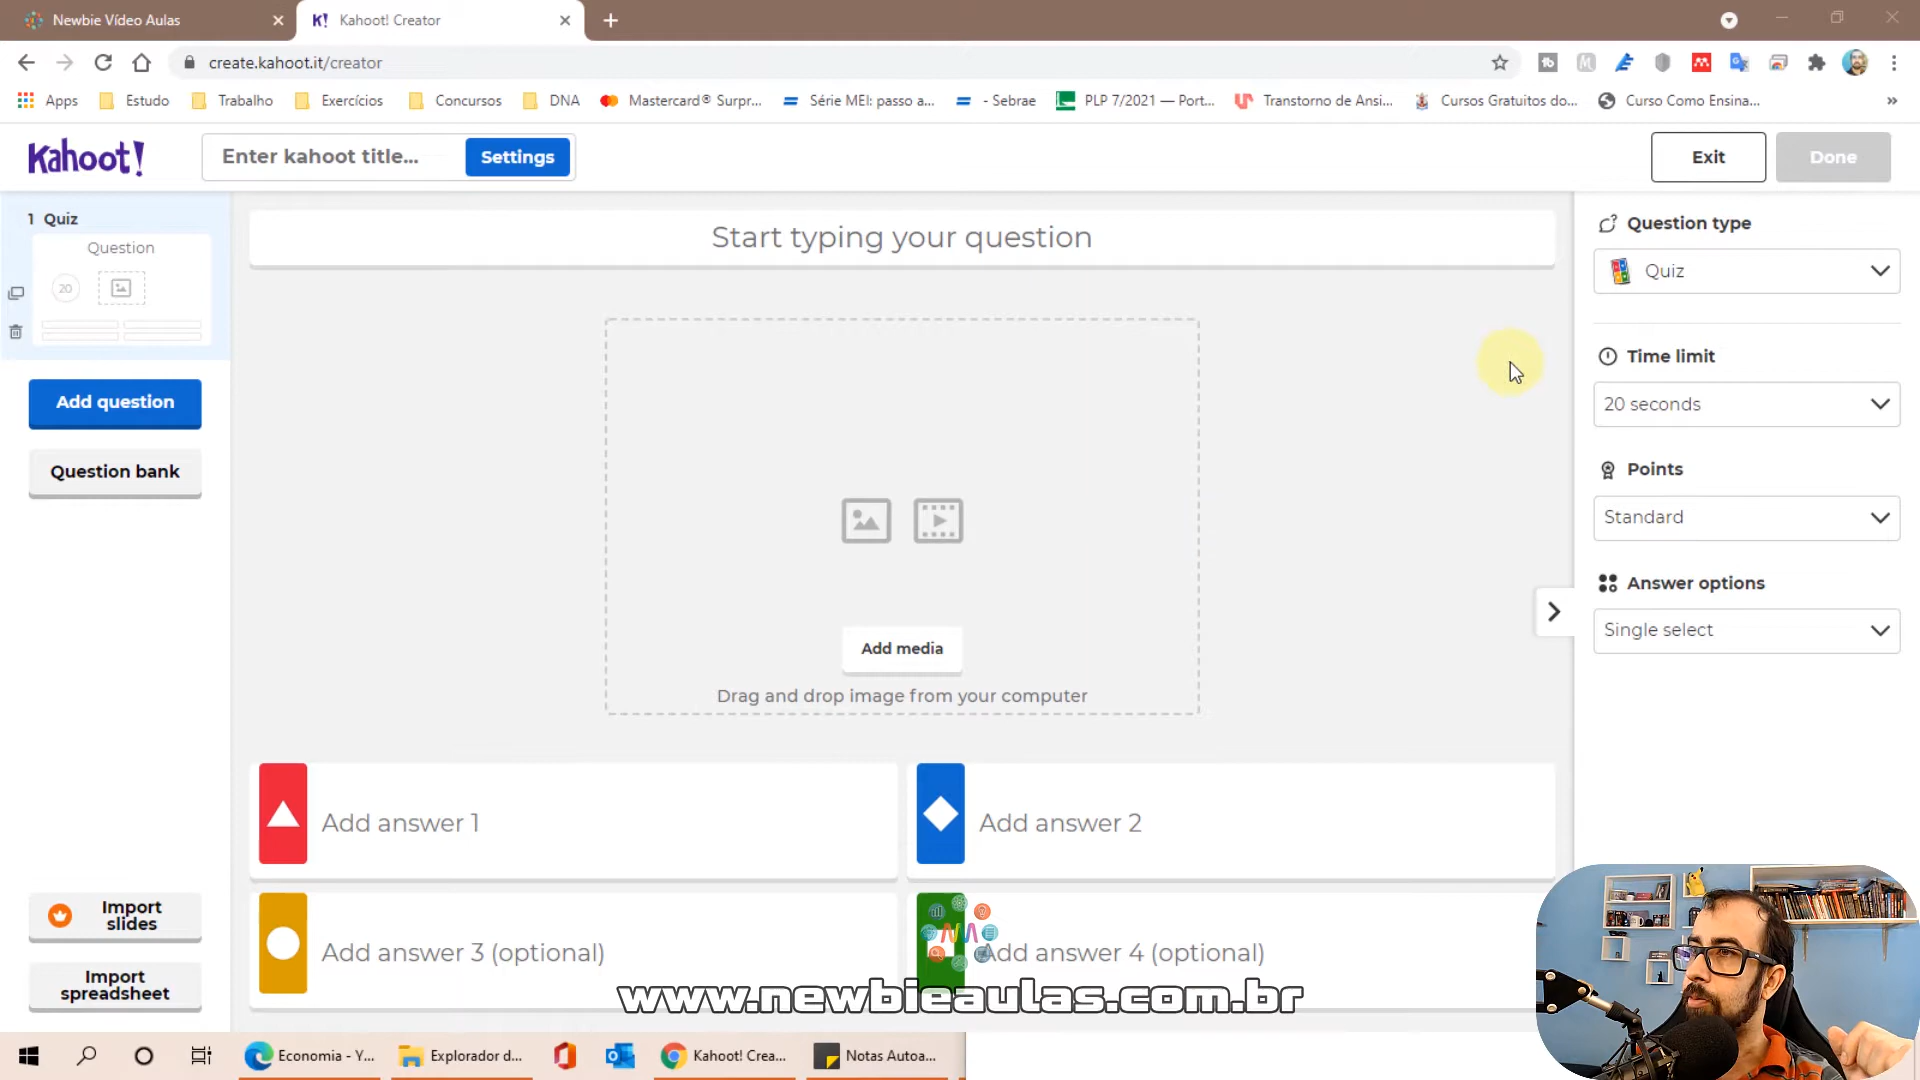 Newbie Vídeo Aulas
K! Kahoot! Creator
create.kahoot.it/creator
Apps Estudo Trabalho Exercícios Concursos DNA Mastercard® Surpr... Série MEI: passo a... - Sebrae PLP 7/2021 — Port... Transtorno de Ansi... Cursos Gratuitos do... Curso Como Ensina... »
Kahoot!
Enter kahoot title...
Settings
Exit
Done
1 Quiz
Question
20
Add question
Question bank
Import
slides
Import
spreadsheet
Start typing your question
Add media
Drag and drop image from your computer
Add answer 1
Add answer 2
Add answer 3 (optional)
Add answer 4 (optional)
Question type
Quiz
Time limit
20 seconds
Points
Standard
Answer options
Single select
www.newbieaulas.com.br
Economia - Y...
Explorador d...
Kahoot! Crea...
Notas Autoa...